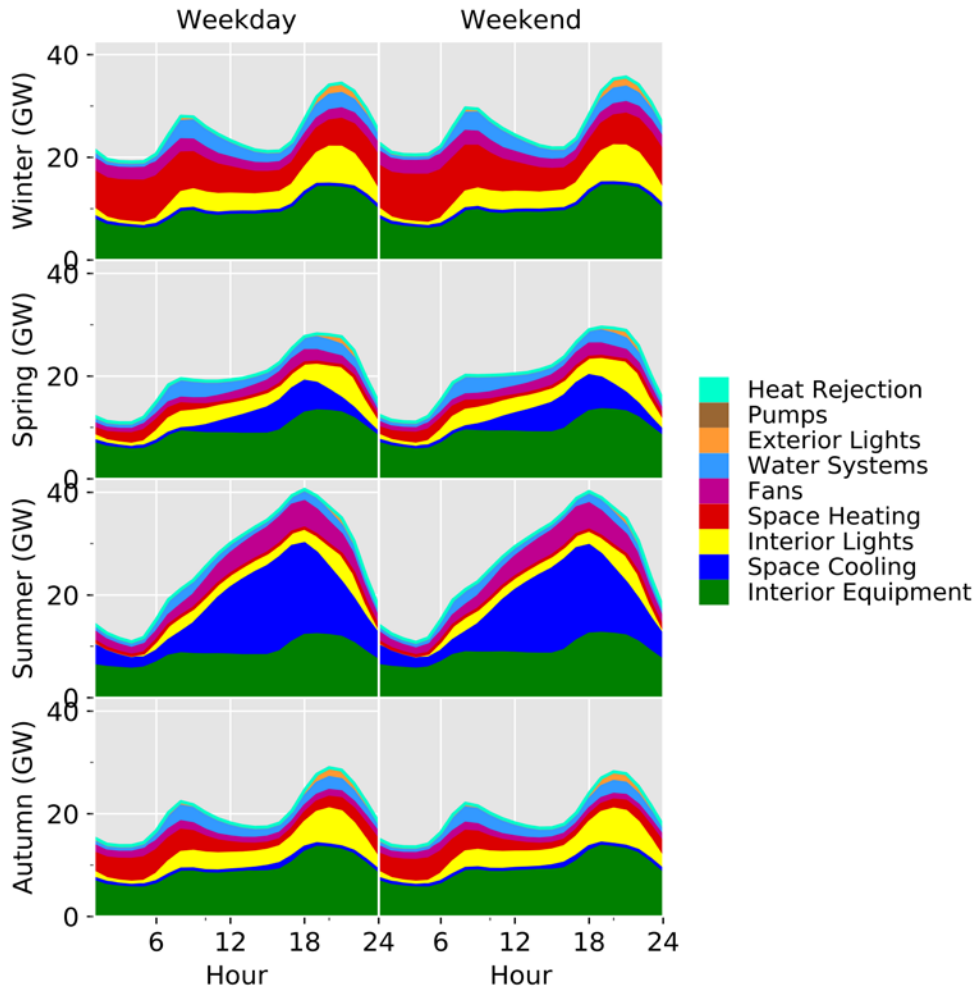 Weekday
Weekend
Winter (GW)
40
20
0
Spring (GW)
40
20
0
Summer (GW)
40
20
0
Autumn (GW)
40
20
0
6 12 18 24
6 12 18 24
Hour
Hour
Heat Rejection
Pumps
Exterior Lights
Water Systems
Fans
Space Heating
Interior Lights
Space Cooling
Interior Equipment